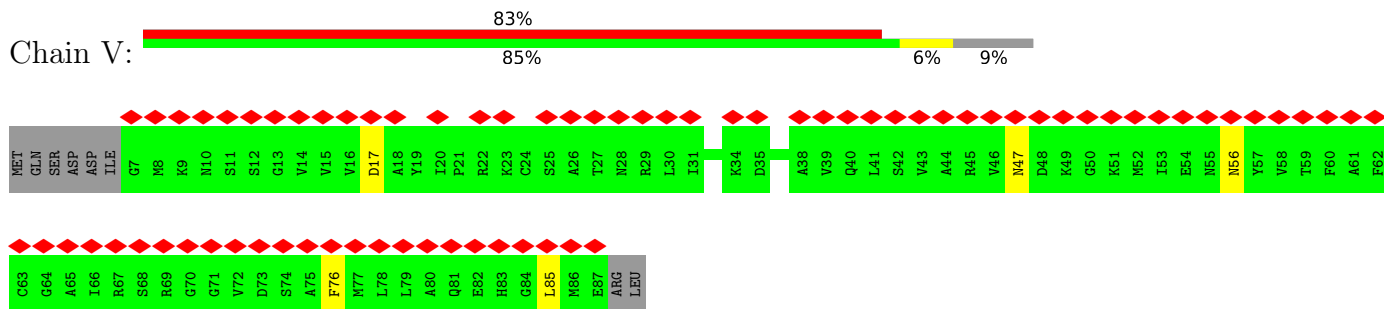 83%
Chain V:
85% 6% 9%
MET GLN SER ASP ASP ILE G7 M8 K9 N10 S11 S12 G13 V14 V15 V16 D17 A18 Y19 I20 P21 R22 K23 C24 S25 A26 T27 N28 R29 L30 I31 K34 D35 A38 V39 Q40 L41 S42 V43 A44 R45 V46 N47 D48 K49 G50 K51 M52 I53 E54 N55 N56 Y57 V58 T59 F60 A61 F62
C63 G64 A65 I66 R67 S68 R69 G70 G71 V72 D73 S74 A75 F76 M77 L78 L79 A80 Q81 E82 H83 G84 L85 M86 E87 ARG LEU